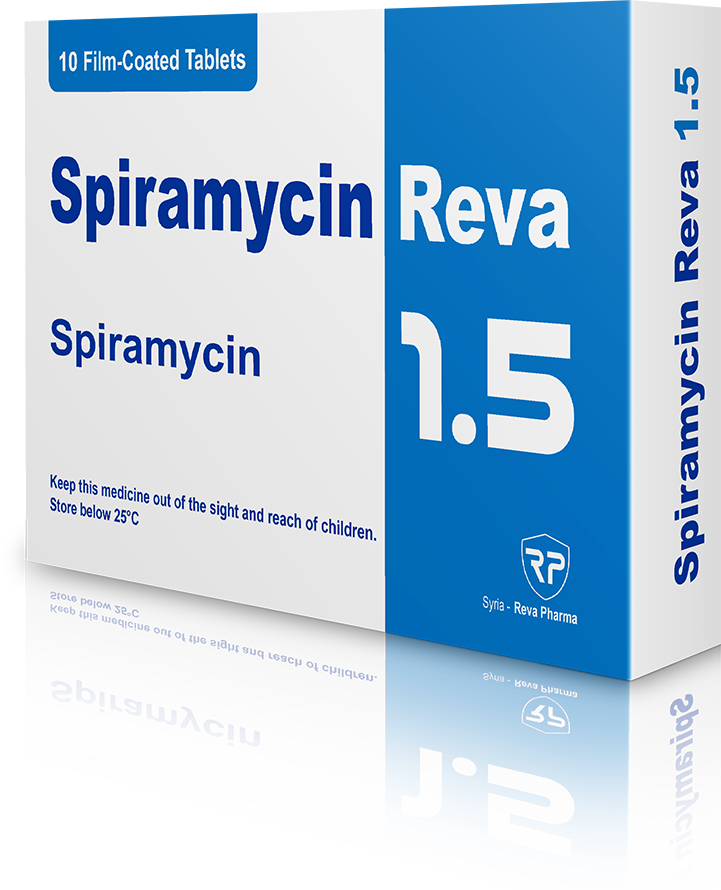 10 Film-Coated Tablets
Spiramycin Reva
Spiramycin
1.5
Keep this medicine out of the sight and reach of children.
Store below 25°C
RP
Syria - Reva Pharma
Spiramycin Reva 1.5